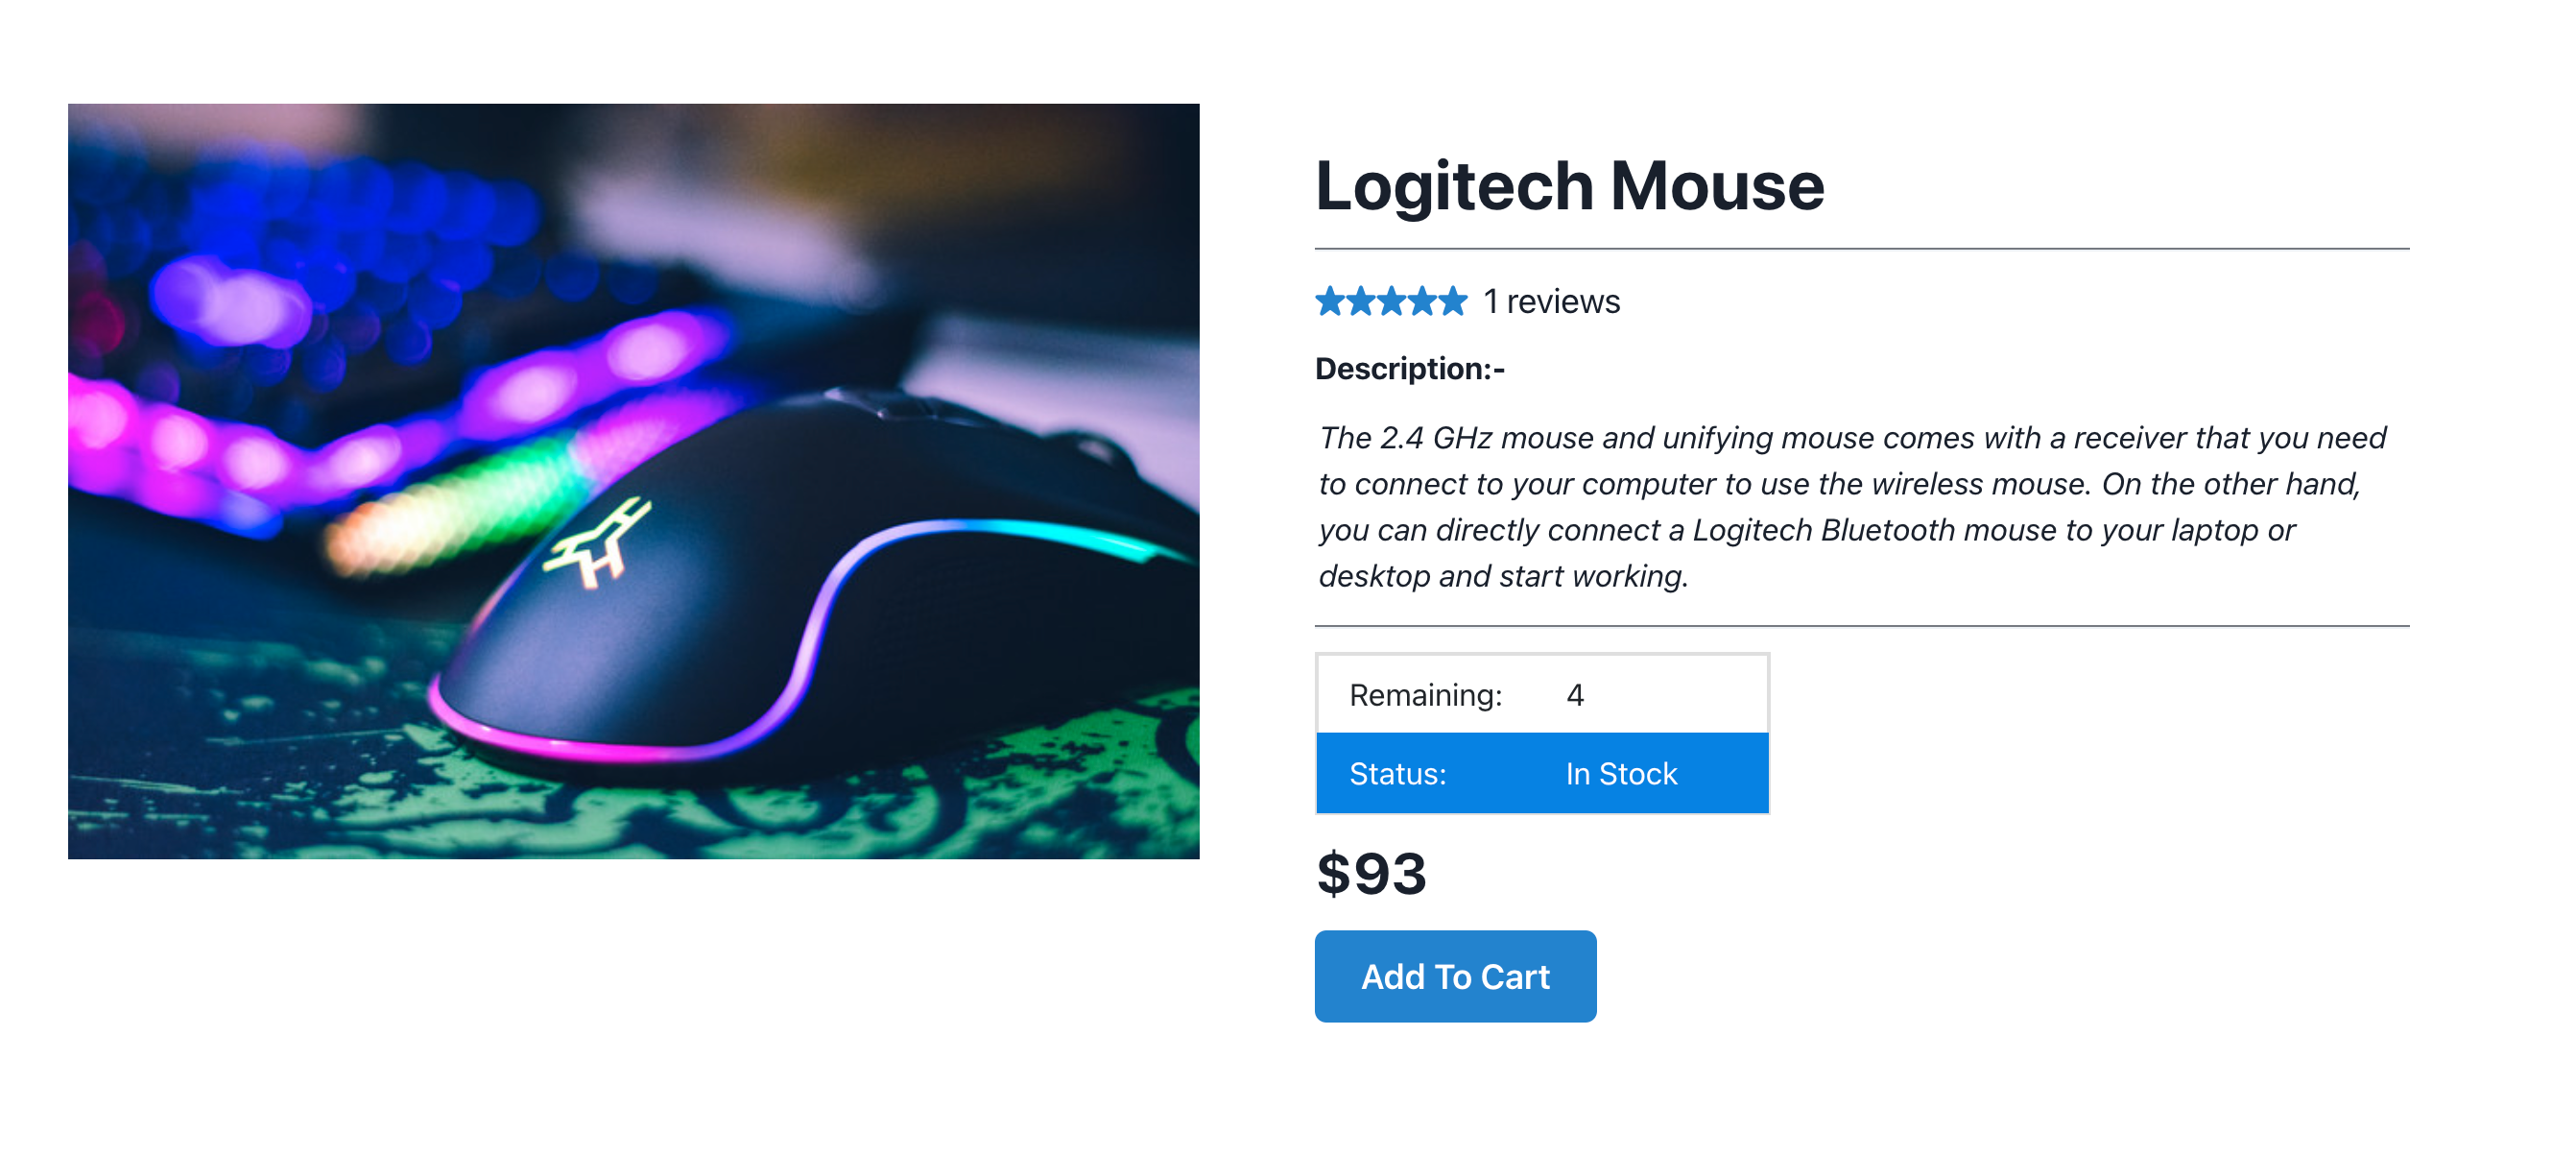 Logitech Mouse
1 reviews
Description:-
The 2.4 GHz mouse and unifying mouse comes with a receiver that you need
to connect to your computer to use the wireless mouse. On the other hand,
you can directly connect a Logitech Bluetooth mouse to your laptop or
desktop and start working.
Remaining: 4
Status: In Stock
$93
Add To Cart